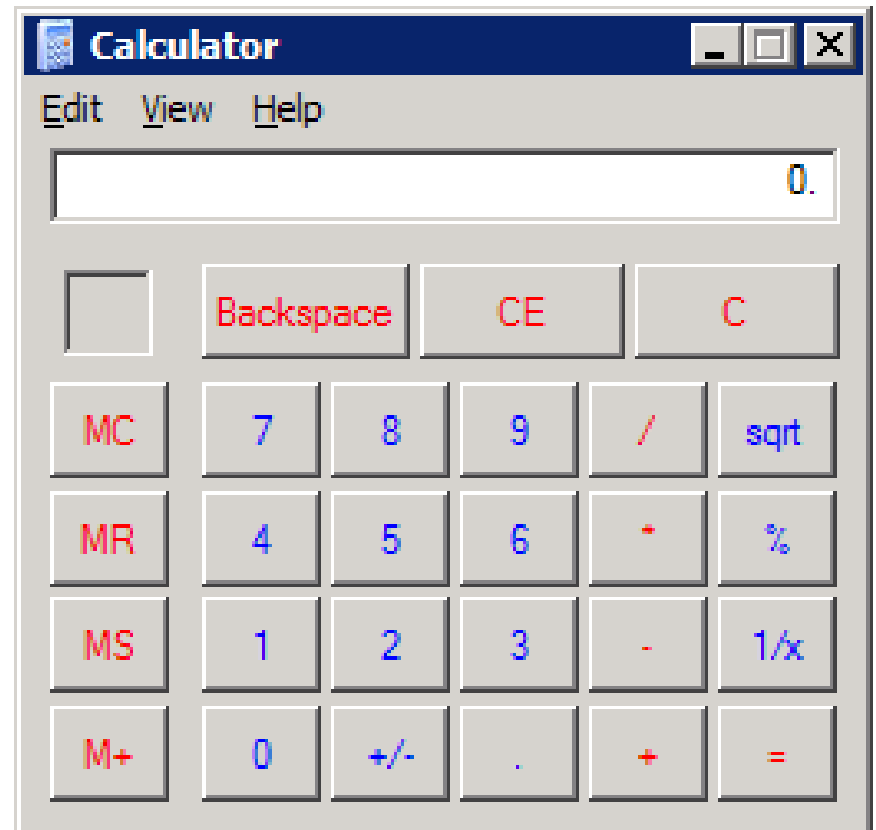 Calculator
Edit View Help
0.
Backspace CE C
MC 7 8 9 / sqrt
MR 4 5 6 * %
MS 1 2 3 - 1/x
M+ 0 +/- . + =